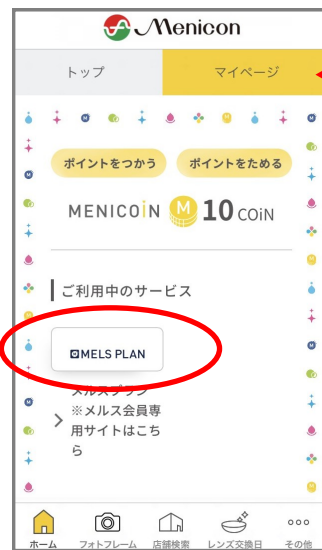 Menicon
トップ
マイページ
ポイントをつかう
ポイントをためる
MENICOiN M 10 COiN
ご利用中のサービス
MELS PLAN
メルスプラン
※メルス会員専
用サイトはこち
ら
ホーム
フォトフレーム
店舗検索
レンズ交換日
その他